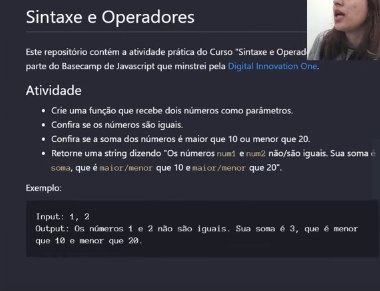 Sintaxe e Operadores
Este repositório contém a atividade prática do Curso "Sintaxe e Operado
parte do Basecamp de Javascript que minstrei pela Digital Innovation One.
Atividade
• Crie uma função que recebe dois números como parâmetros.
• Confira se os números são iguais.
• Confira se a soma dos números é maior que 10 ou menor que 20.
• Retorne uma string dizendo "Os números num1 e num2 não/são iguais. Sua soma é
soma, que é maior/menor que 10 e maior/menor que 20".
Exemplo:
Input: 1, 2
Output: Os números 1 e 2 não são iguais. Sua soma é 3, que é menor
que 10 e menor que 20.